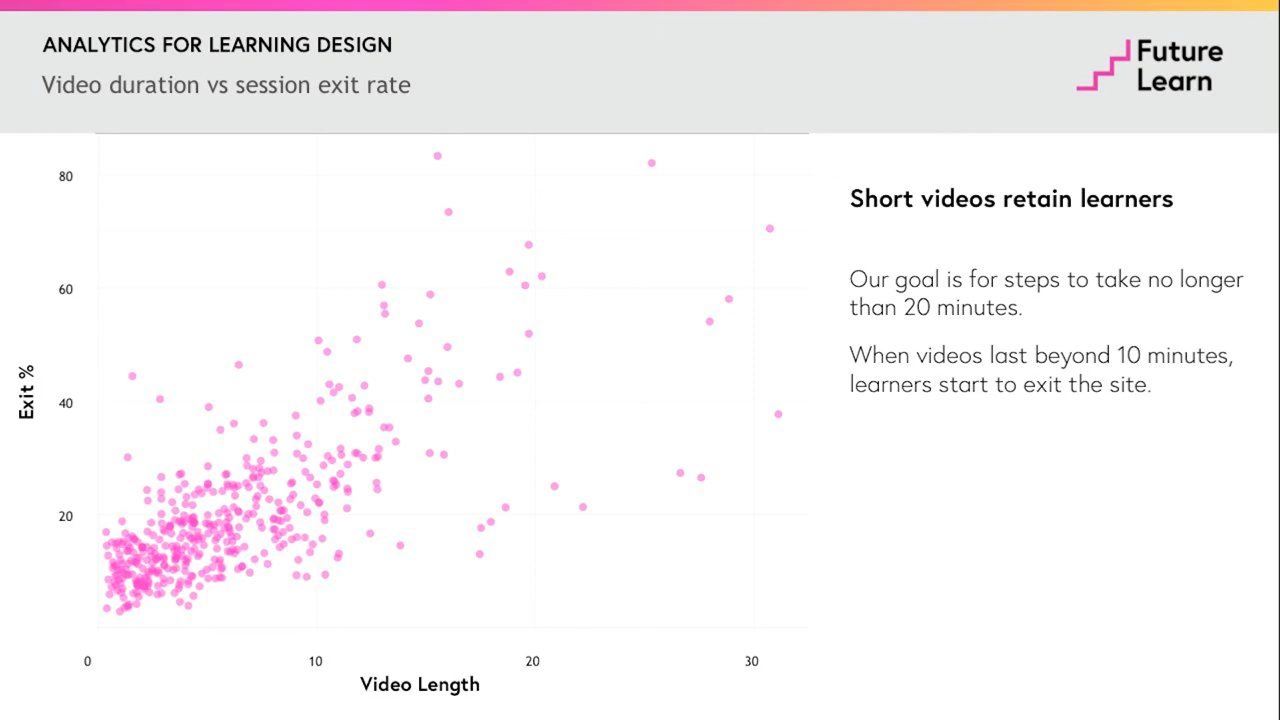 ANALYTICS FOR LEARNING DESIGN
Video duration vs session exit rate
Future
Learn
80
60
40
20
Exit %
0
10
20
30
Video Length
Short videos retain learners
Our goal is for steps to take no longer
than 20 minutes.
When videos last beyond 10 minutes,
learners start to exit the site.